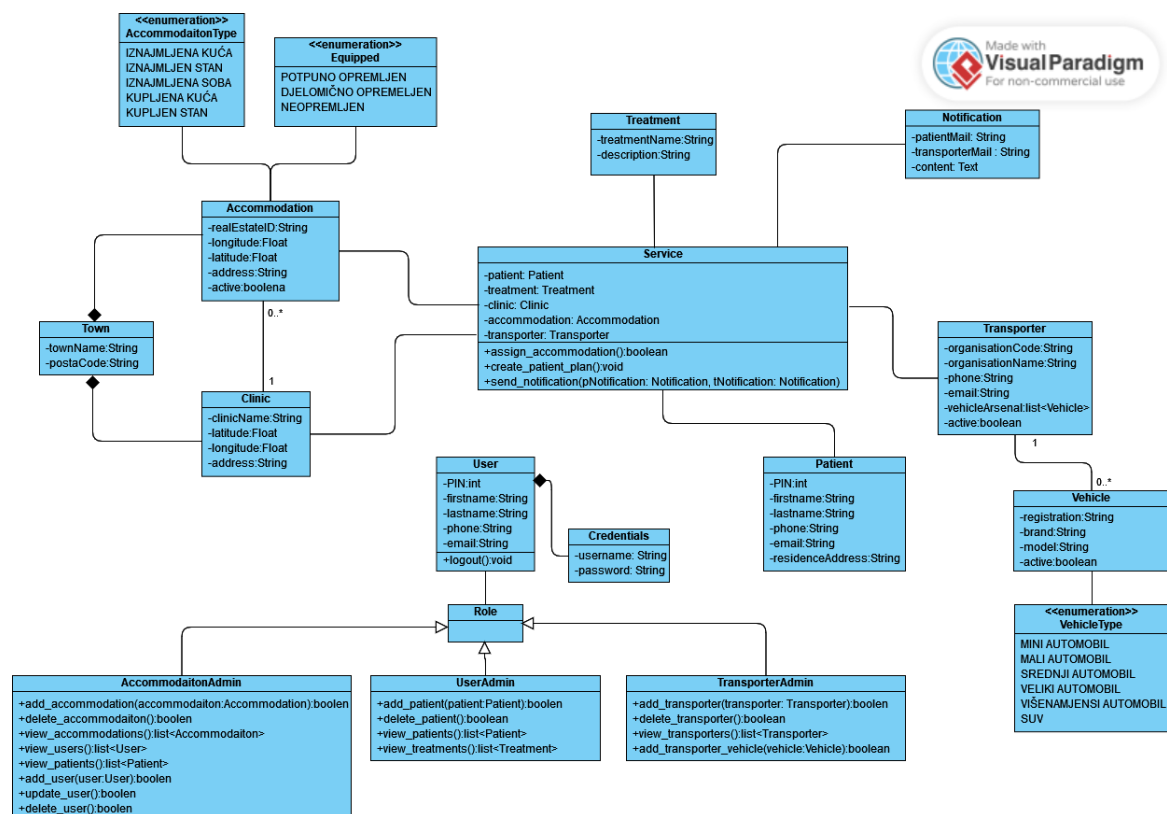 <<enumeration>>
AccommodaitonType
IZNAJMLJENA KUĆA
IZNAJMLJEN STAN
IZNAJMLJENA SOBA
KUPLJENA KUĆA
KUPLJEN STAN
<<enumeration>>
Equipped
POTPUNO OPREMLJEN
DJELOMIČNO OPREMELJEN
NEOPREMLJEN
Made with
VisualParadigm
For non-commercial use
Treatment
-treatmentName:String
-description:String
Notification
-patientMail: String
-transporterMail : String
-content: Text
Accommodation
-realEstateID:String
-longitude:Float
-latitude:Float
-address:String
-active:boolena
0..*
1
Town
-townName:String
-postaCode:String
Clinic
-clinicName:String
-latitude:Float
-longitude:Float
-address:String
Service
-patient: Patient
-treatment: Treatment
-clinic: Clinic
-accommodation: Accommodation
-transporter: Transporter
+assign_accommodation():boolean
+create_patient_plan():void
+send_notification(pNotification: Notification, tNotification: Notification)
Transporter
-organisationCode:String
-organisationName:String
-phone:String
-email:String
-vehicleArsenal:list<Vehicle>
-active:boolean
1
0..*
User
-PIN:int
-firstname:String
-lastname:String
-phone:String
-email:String
+logout():void
Credentials
-username: String
-password: String
Patient
-PIN:int
-firstname:String
-lastname:String
-phone:String
-email:String
-residenceAddress:String
Vehicle
-registration:String
-brand:String
-model:String
-active:boolean
Role
<<enumeration>>
VehicleType
MINI AUTOMOBIL
MALI AUTOMOBIL
SREDNJI AUTOMOBIL
VELIKI AUTOMOBIL
VIŠENAMJENSI AUTOMOBIL
SUV
AccommodaitonAdmin
+add_accommodation(accommodaiton:Accommodation):boolen
+delete_accommodaiton():boolen
+view_accommodations():list<Accommodaiton>
+view_users():list<User>
+view_patients():list<Patient>
+add_user(user:User):boolen
+update_user():boolen
+delete_user():boolen
UserAdmin
+add_patient(patient:Patient):boolen
+delete_patient():boolean
+view_patients():list<Patient>
+view_treatments():list<Treatment>
TransporterAdmin
+add_transporter(transporter: Transporter):boolen
+delete_transporter():boolean
+view_transporters():list<Transporter>
+add_transporter_vehicle(vehicle:Vehicle):boolean